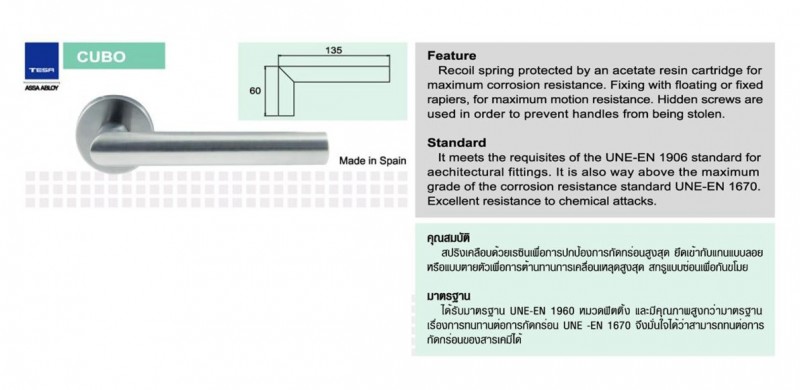 TESA
ASSA ABLOY
CUBO
135
60
Made in Spain
Feature
Recoil spring protected by an acetate resin cartridge for
maximum corrosion resistance. Fixing with floating or fixed
rapiers, for maximum motion resistance. Hidden screws are
used in order to prevent handles from being stolen.
Standard
It meets the requisites of the UNE-EN 1906 standard for
aechitectural fittings. It is also way above the maximum
grade of the corrosion resistance standard UNE-EN 1670.
Excellent resistance to chemical attacks.
คุณสมบัติ
สปริงเคลือบด้วยเรซินเพื่อการปกป้องการกัดกร่อนสูงสุด ยึดเข้ากับแกนแบบลอย
หรือแบบตายตัวเพื่อการต้านทานการเคลื่อนเหลุดสูงสุด สกรูแบบซ่อนเพื่อกันขโมย
มาตรฐาน
ได้รับมาตรฐาน UNE-EN 1960 หมวดฟิตติ้ง และมีคุณภาพสูงกว่ามาตรฐาน
เรื่องการทนทานต่อการกัดกร่อน UNE -EN 1670 จึงมั่นใจได้ว่าสามารถทนต่อการ
กัดกร่อนของสารเคมีได้